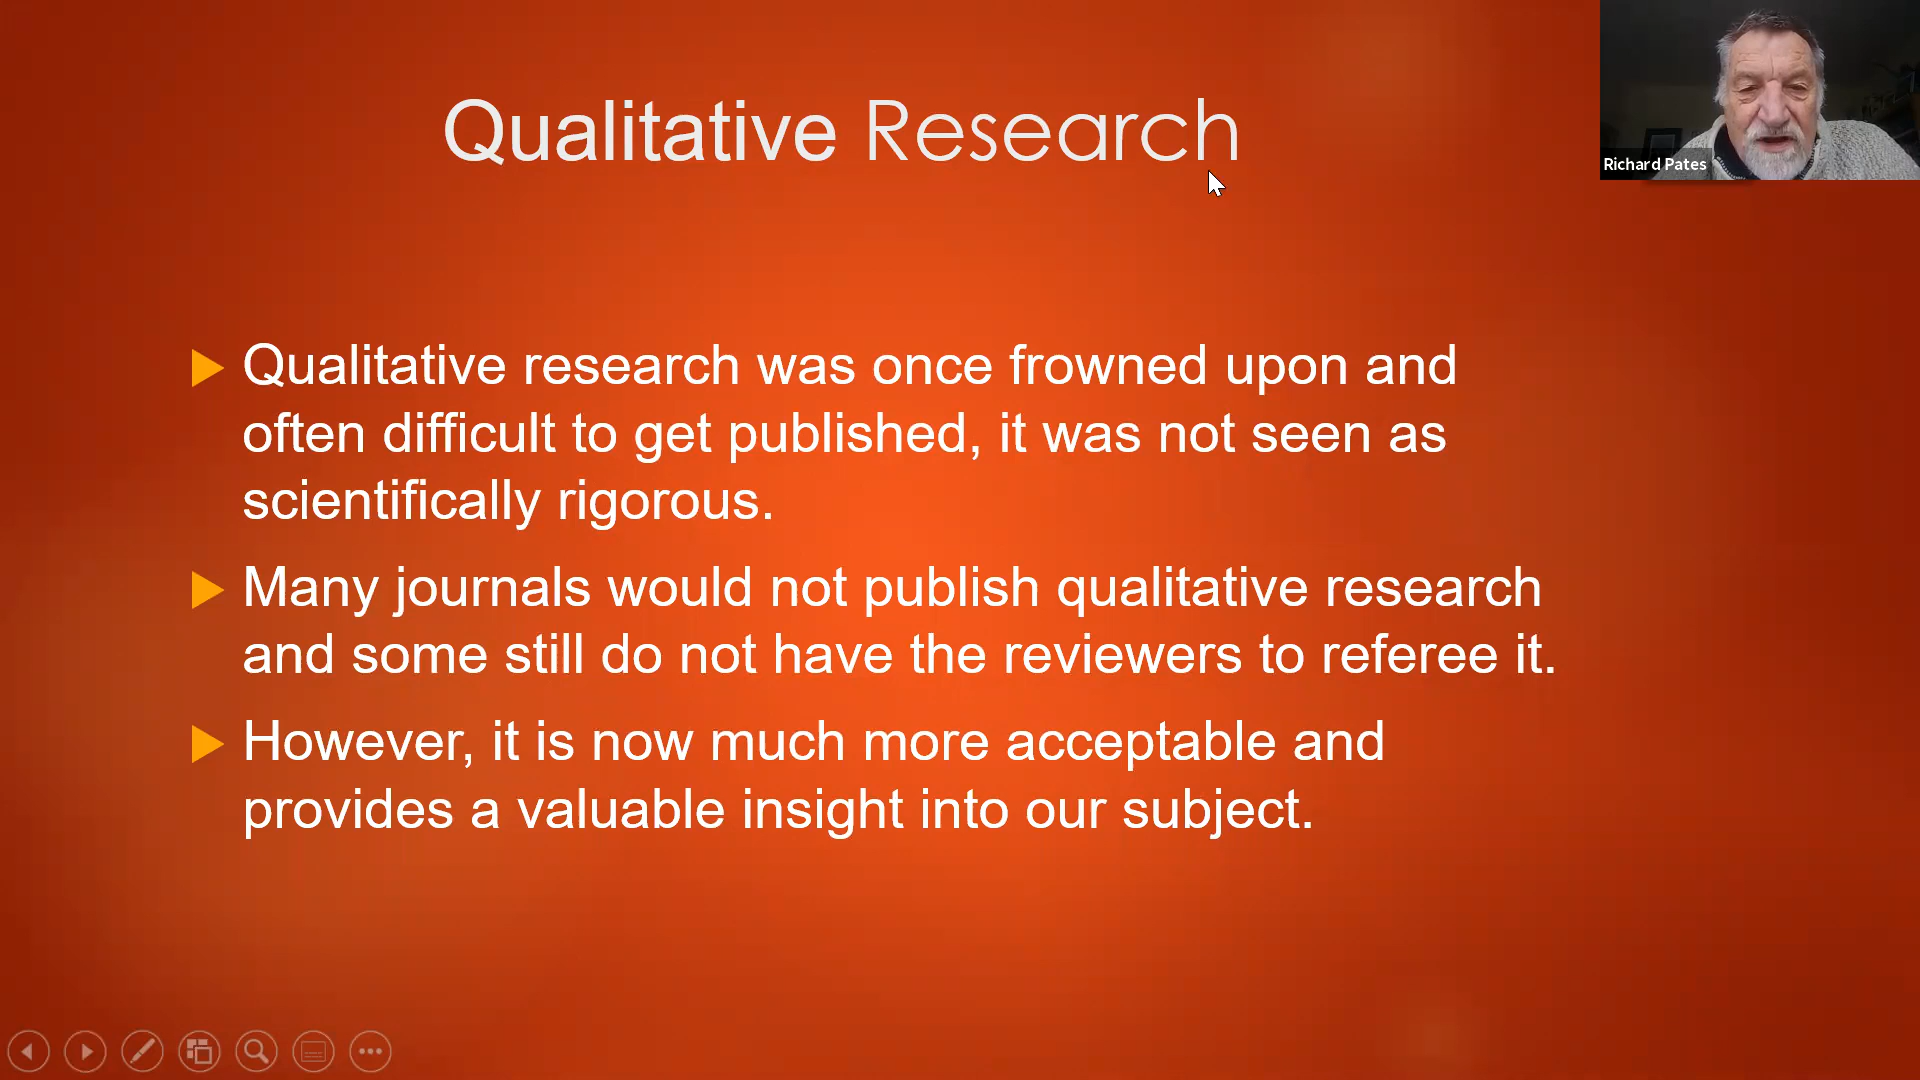 Qualitative Research
Richard Pates
Qualitative research was once frowned upon and
often difficult to get published, it was not seen as
scientifically rigorous.
Many journals would not publish qualitative research
and some still do not have the reviewers to referee it.
However, it is now much more acceptable and
provides a valuable insight into our subject.